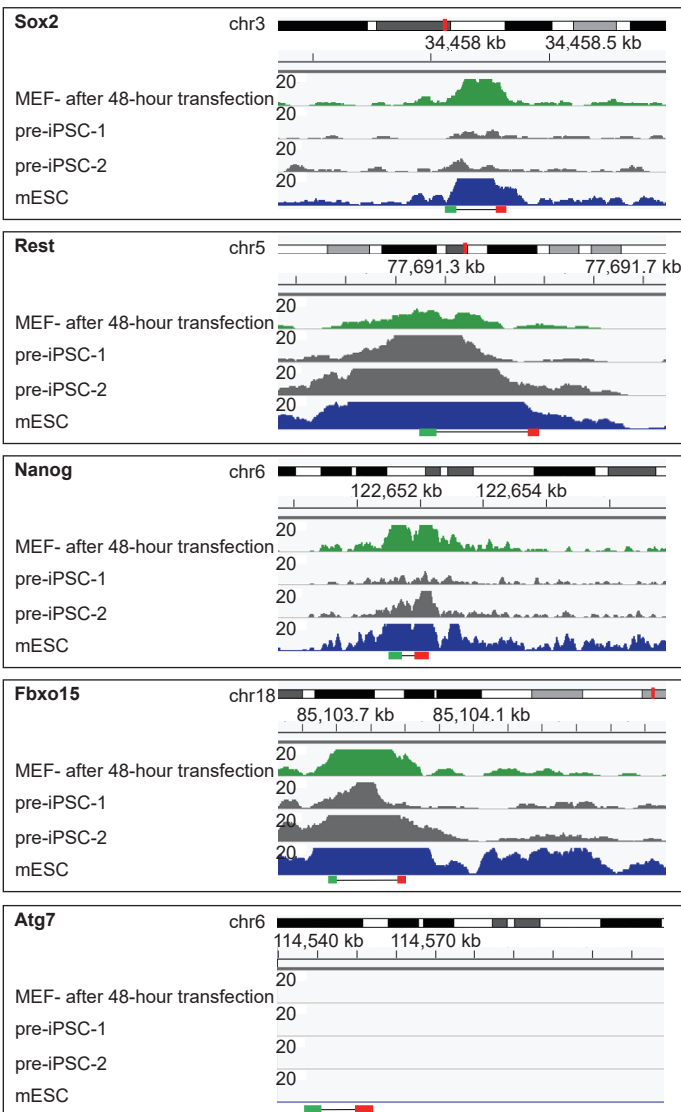 Sox2 chr3
34,458 kb 34,458.5 kb
20
MEF- after 48-hour transfection
20
pre-iPSC-1
20
pre-iPSC-2
20
mESC
Rest chr5
77,691.3 kb 77,691.7 kb
20
MEF- after 48-hour transfection
20
pre-iPSC-1
20
pre-iPSC-2
20
mESC
Nanog chr6
122,652 kb 122,654 kb
20
MEF- after 48-hour transfection
20
pre-iPSC-1
20
pre-iPSC-2
20
mESC
Fbxo15 chr18
85,103.7 kb 85,104.1 kb
20
MEF- after 48-hour transfection
20
pre-iPSC-1
20
pre-iPSC-2
20
mESC
Atg7 chr6
114,540 kb 114,570 kb
20
MEF- after 48-hour transfection
20
pre-iPSC-1
20
pre-iPSC-2
20
mESC